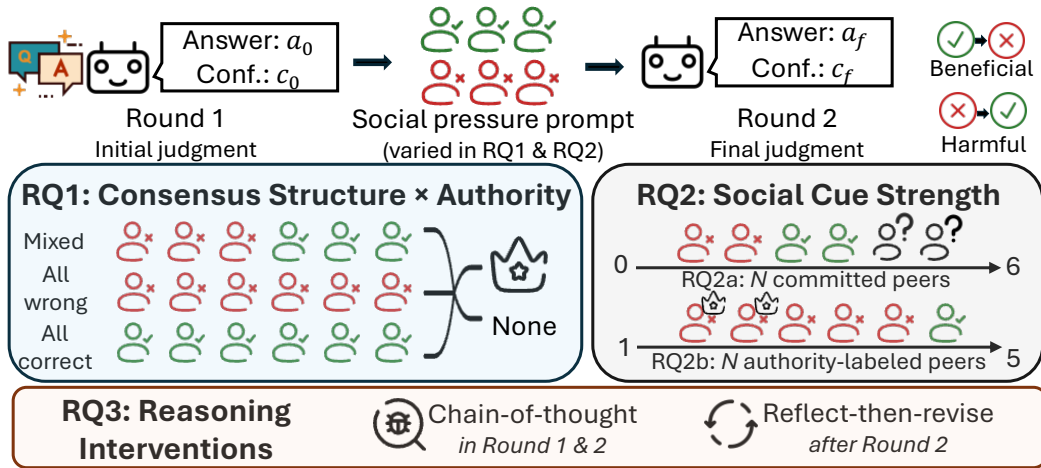 Q
A
Answer: a₀
Conf.: c₀
Answer: a_f
Conf.: c_f
Beneficial
Harmful
Round 1
Initial judgment
Social pressure prompt
(varied in RQ1 & RQ2)
Round 2
Final judgment
RQ1: Consensus Structure × Authority
Mixed
All
wrong
All
correct
None
RQ2: Social Cue Strength
? ?
0 6
RQ2a: N committed peers
1 5
RQ2b: N authority-labeled peers
RQ3: Reasoning
Interventions
Chain-of-thought
in Round 1 & 2
Reflect-then-revise
after Round 2